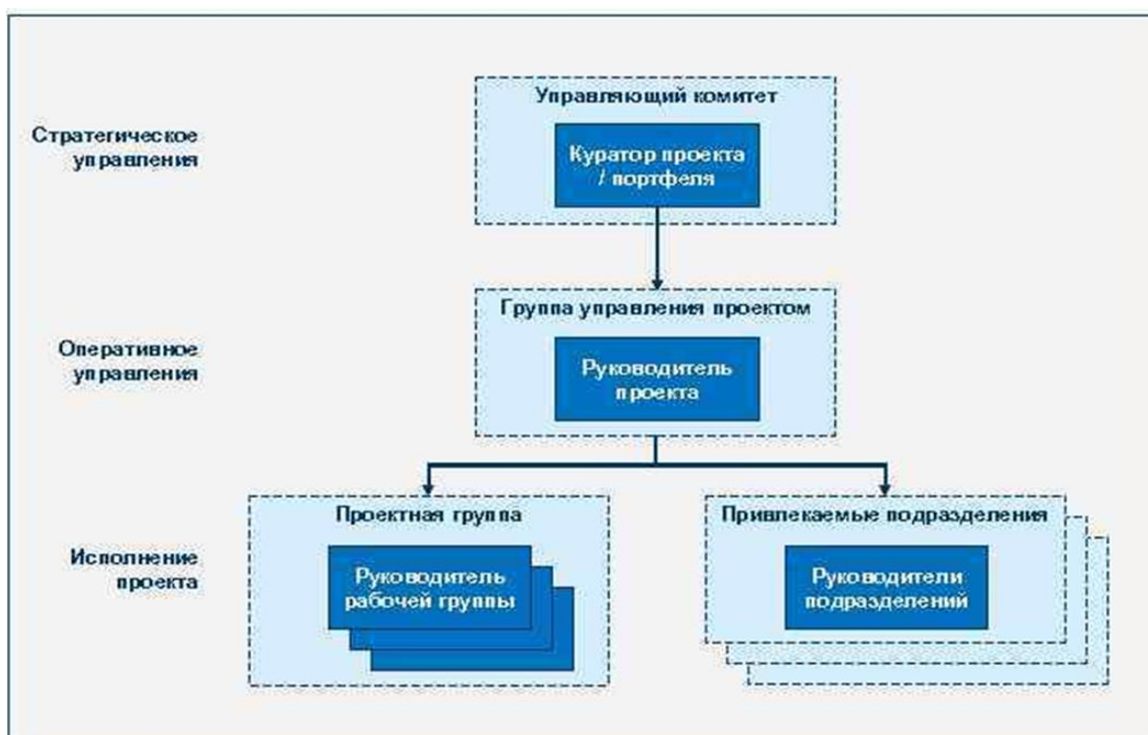 Управляющий комитет
Стратегическое
управления
Куратор проекта
/ портфеля
Группа управления проектом
Оперативное
управления
Руководитель
проекта
Проектная группа
Привлекаемые подразделения
Исполнение
проекта
Руководитель
рабочей группы
Руководители
подразделений